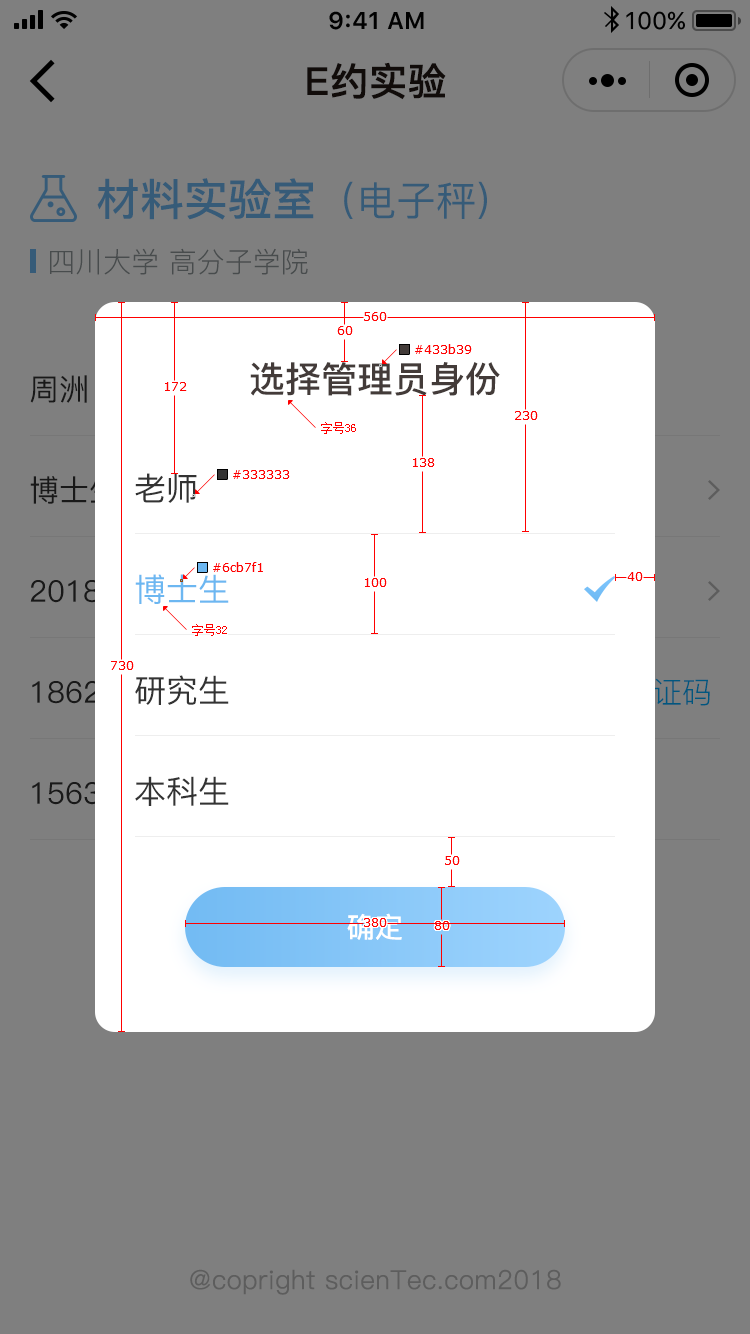 9:41 AM 100%
E约实验
材料实验室（电子秤）
四川大学 高分子学院
560
60
#433b39
周洲
172
选择管理员身份
230
字号36
138
#333333
博士生
老师
#6cb7f1
40
2018
博士生
100
字号32
730
1862
研究生
证码
1563
本科生
50
380
确定
80
@copright scienTec.com2018